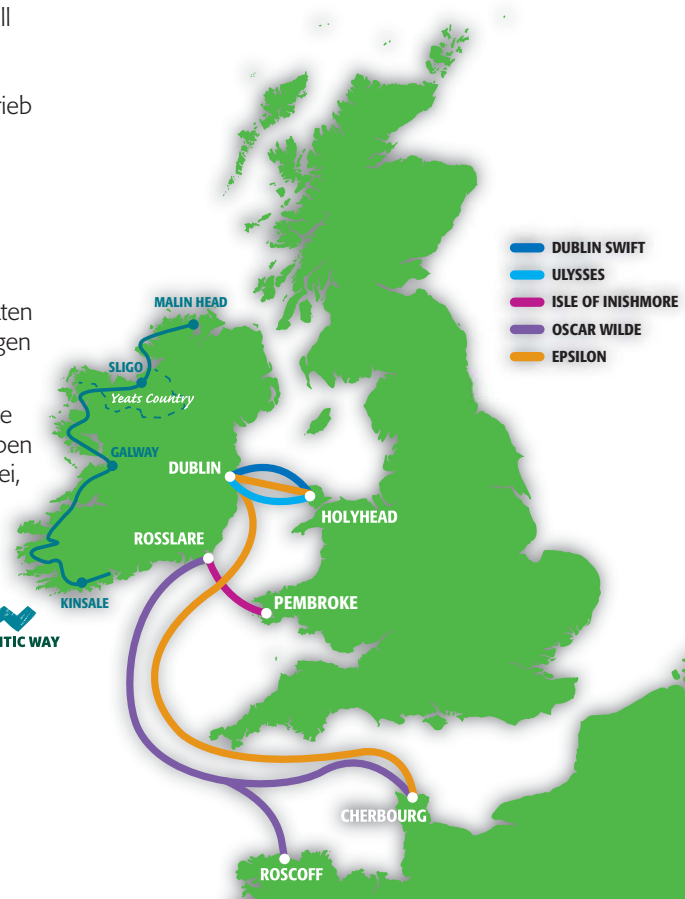 ll
rieb
ten
gen
e
ben
ei,
DUBLIN SWIFT
ULYSSES
ISLE OF INISHMORE
OSCAR WILDE
EPSILON
MALIN HEAD
SLIGO
Yeats Country
GALWAY
DUBLIN
HOLYHEAD
ROSSLARE
PEMBROKE
KINSALE
TIC WAY
CHERBOURG
ROSCOFF